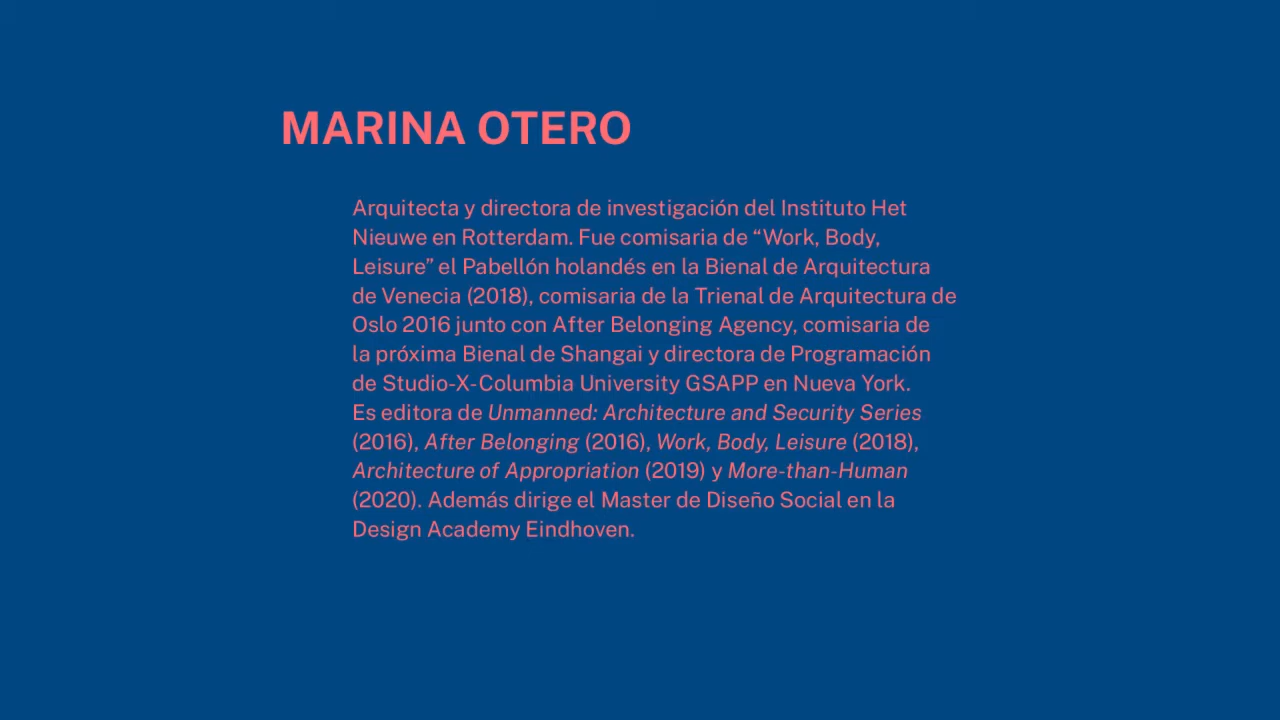 MARINA OTERO
Arquitecta y directora de investigación del Instituto Het
Nieuwe en Rotterdam. Fue comisaria de “Work, Body,
Leisure” el Pabellón holandés en la Bienal de Arquitectura
de Venecia (2018), comisaria de la Trienal de Arquitectura de
Oslo 2016 junto con After Belonging Agency, comisaria de
la próxima Bienal de Shangai y directora de Programación
de Studio-X-Columbia University GSAPP en Nueva York.
Es editora de Unmanned: Architecture and Security Series
(2016), After Belonging (2016), Work, Body, Leisure (2018),
Architecture of Appropriation (2019) y More-than-Human
(2020). Además dirige el Master de Diseño Social en la
Design Academy Eindhoven.